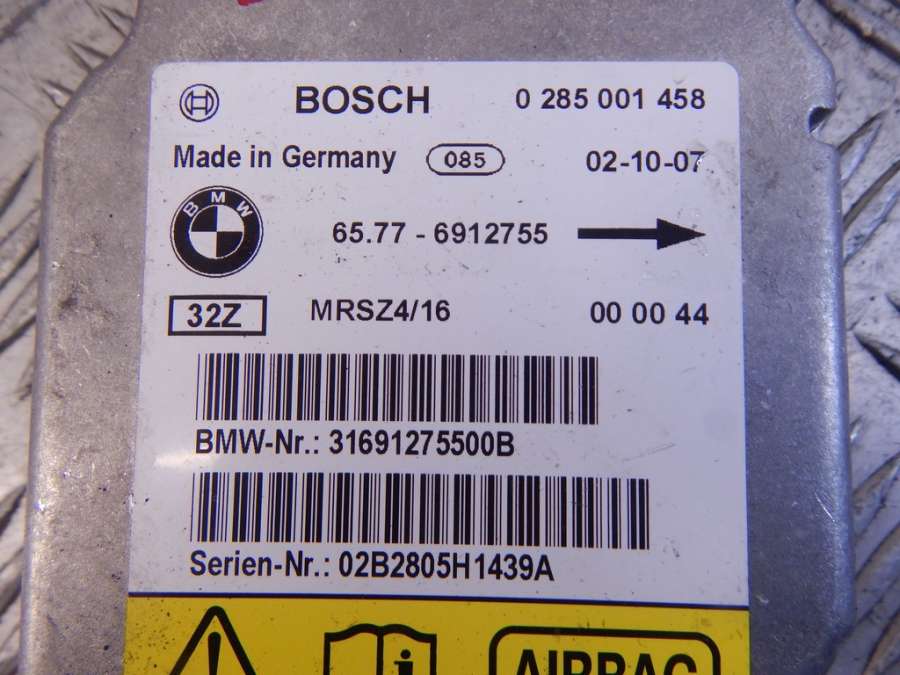 BOSCH 0 285 001 458
Made in Germany 085 02-10-07
BMW 65.77 - 6912755
32Z MRSZ4/16 00 00 44
BMW-Nr.: 31691275500B
Serien-Nr.: 02B2805H1439A
AIRBAG